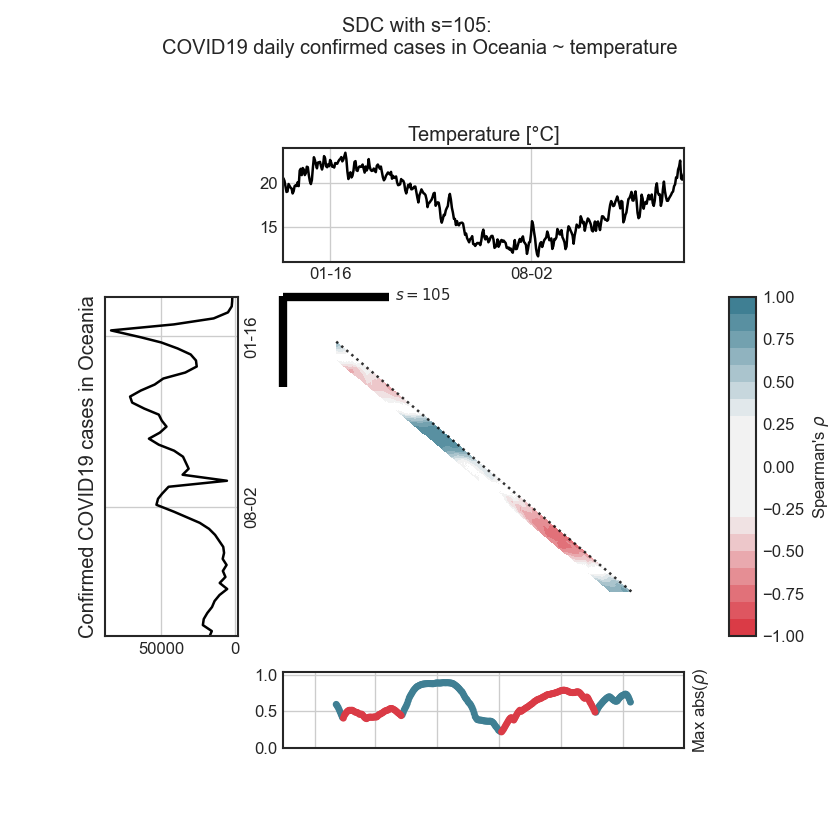 SDC with s=105:
COVID19 daily confirmed cases in Oceania ~ temperature
Temperature [°C]
20
15
01-16
08-02
s = 105
Confirmed COVID19 cases in Oceania
01-16
08-02
50000
0
1.00
0.75
0.50
0.25
0.00
−0.25
−0.50
−0.75
−1.00
Spearman's ρ
1.0
0.5
0.0
Max abs(ρ)